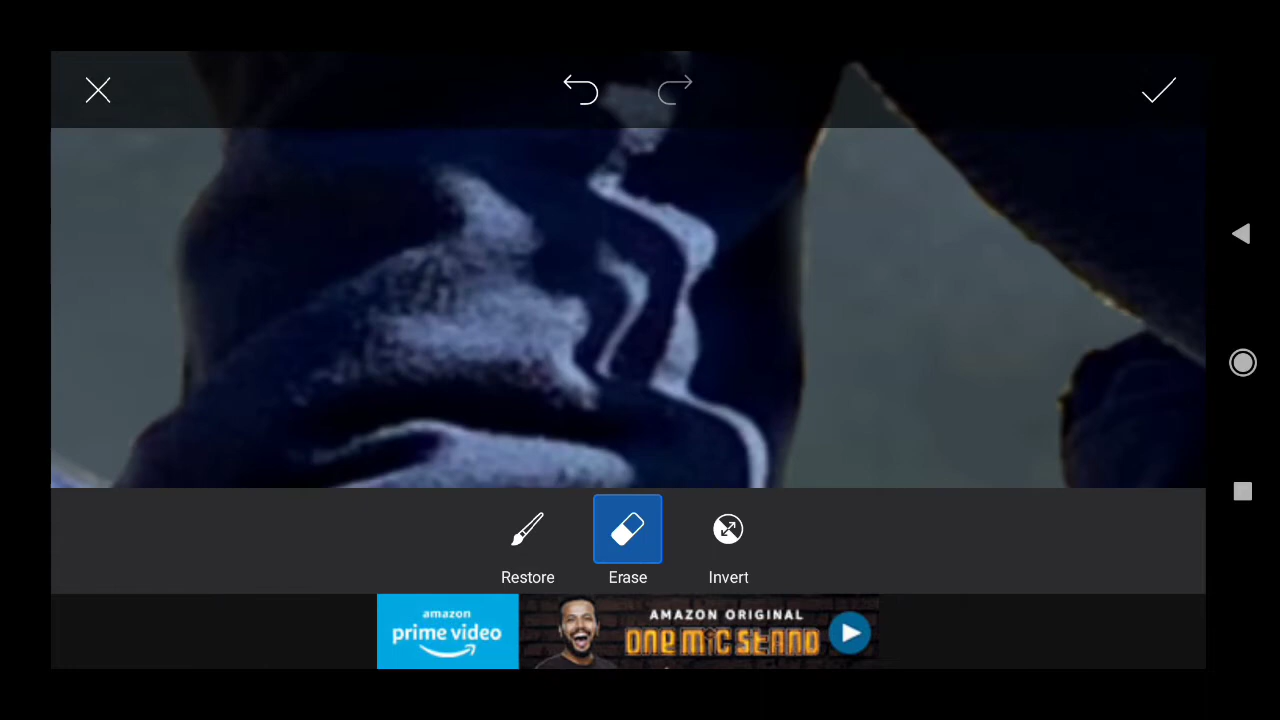 Restore
Erase
Invert
amazon
prime video
AMAZON ORIGINAL
One mic stand